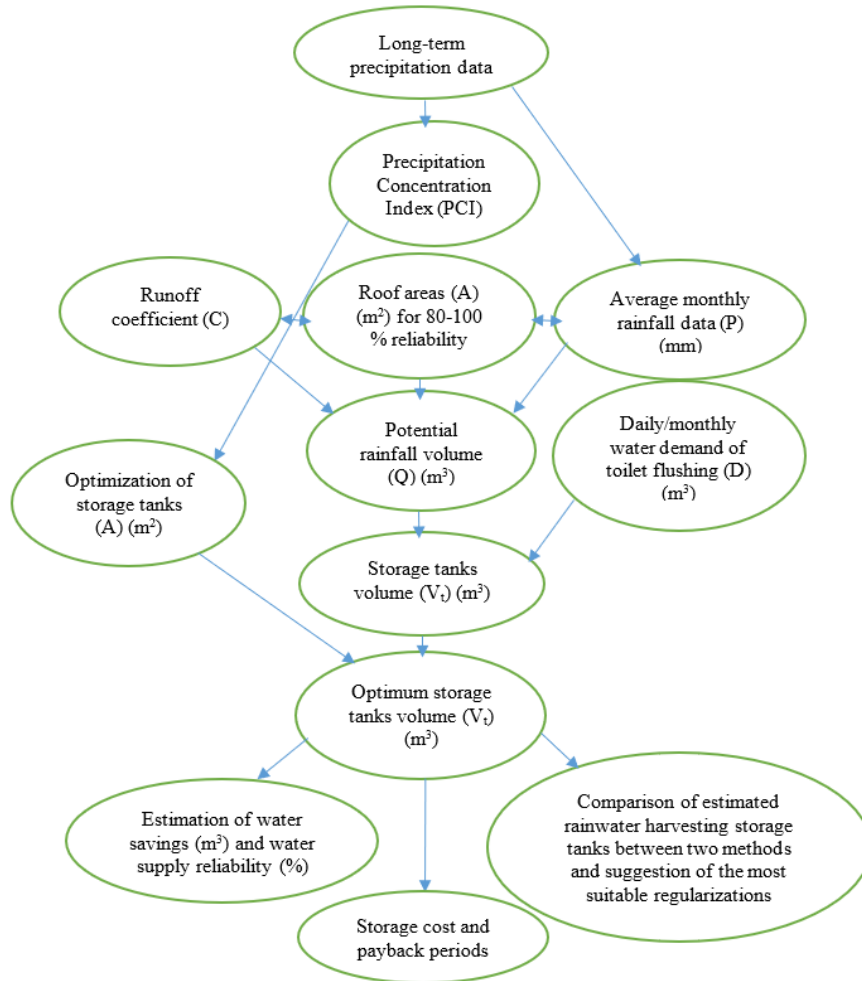 Long-term
precipitation data
Precipitation
Concentration
Index (PCI)
Runoff
coefficient (C)
Roof areas (A)
(m²) for 80-100
% reliability
Average monthly
rainfall data (P)
(mm)
Potential
rainfall volume
(Q) (m³)
Daily/monthly
water demand of
toilet flushing (D)
(m³)
Optimization of
storage tanks
(A) (m²)
Storage tanks
volume (Vₜ) (m³)
Optimum storage
tanks volume (Vₜ)
(m³)
Estimation of water
savings (m³) and water
supply reliability (%)
Comparison of estimated
rainwater harvesting storage
tanks between two methods
and suggestion of the most
suitable regularizations
Storage cost and
payback periods